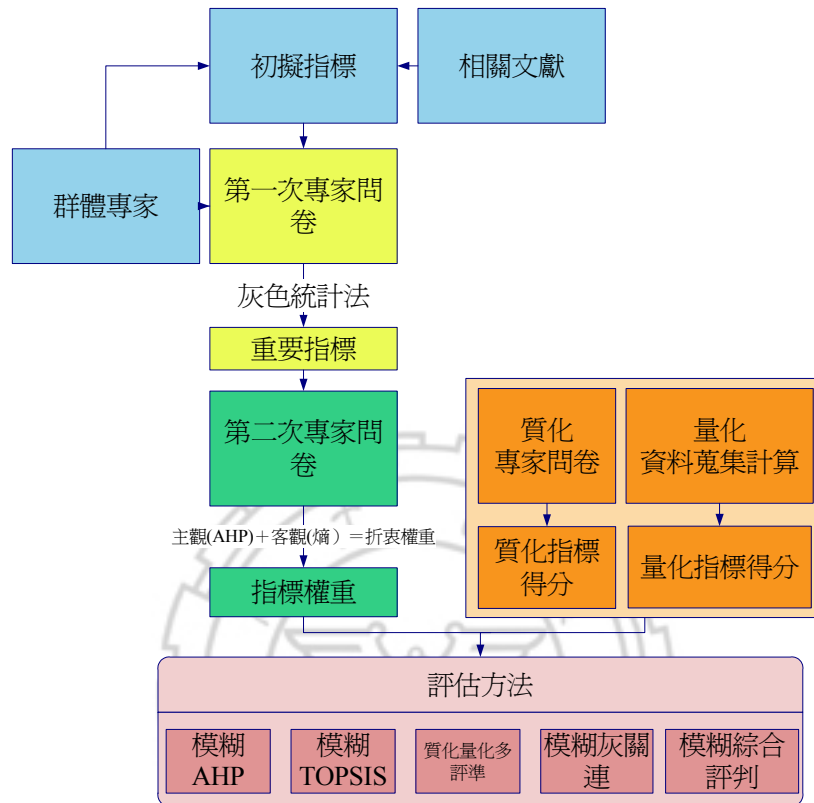 初擬指標
相關文獻
群體專家
第一次專家問
卷
灰色統計法
重要指標
第二次專家問
卷
主觀(AHP)＋客觀(熵）＝折衷權重
指標權重
質化
專家問卷
量化
資料蒐集計算
質化指標
得分
量化指標得分
評估方法
模糊
AHP
模糊
TOPSIS
質化量化多
評準
模糊灰關
連
模糊綜合
評判